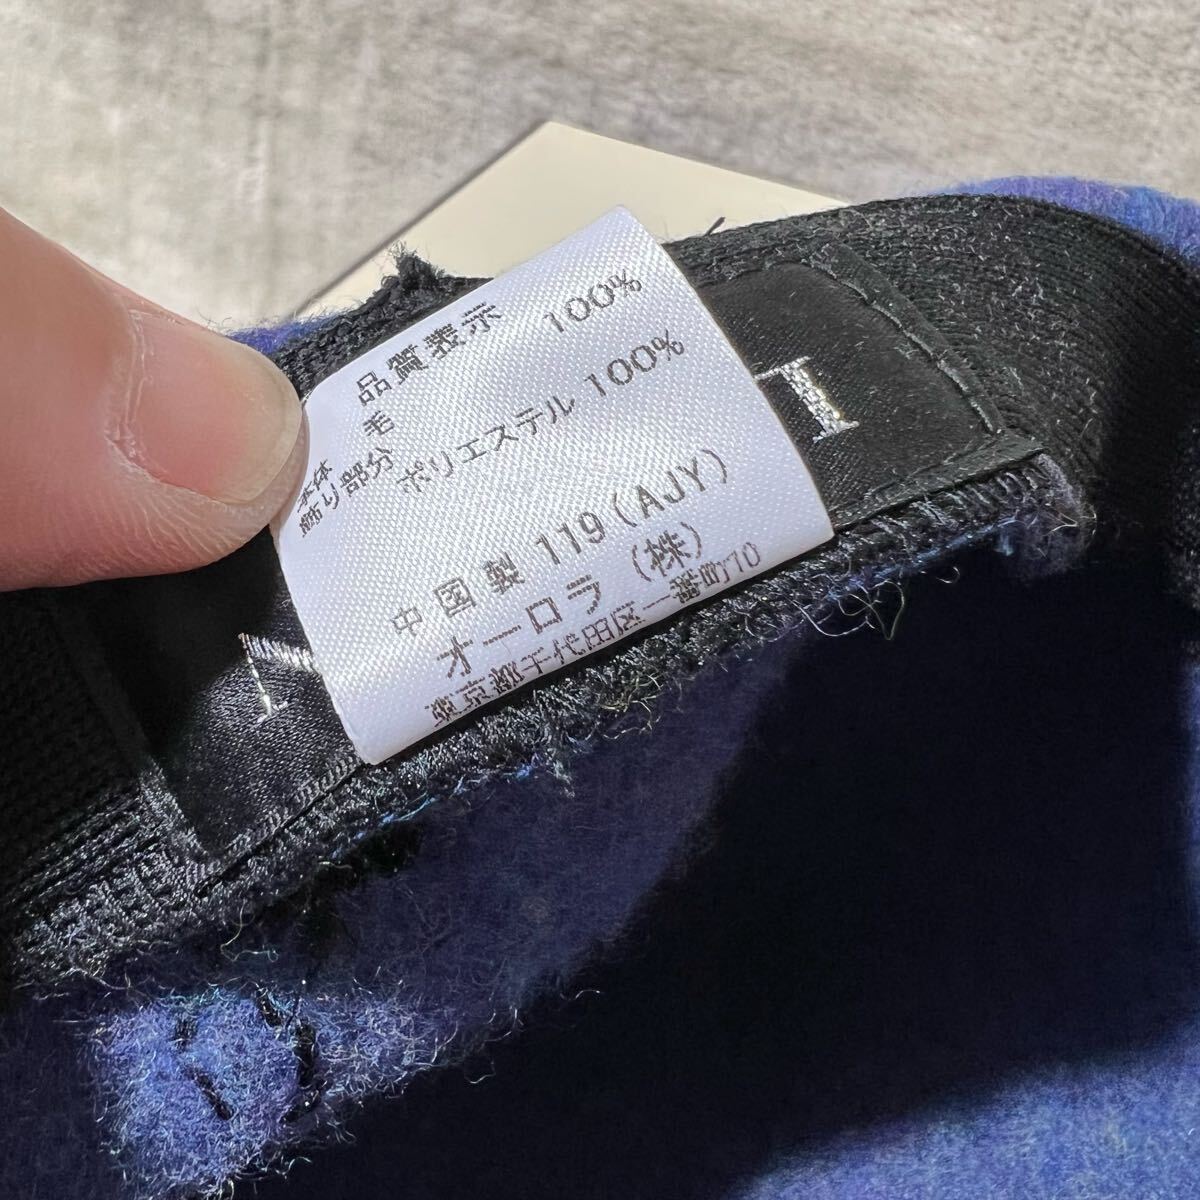 品質表示
本体 毛 100%
飾り部分 ポリエステル 100%
中国製 119 (AJY)
オーロラ (株)
東京都千代田区一番町10
L